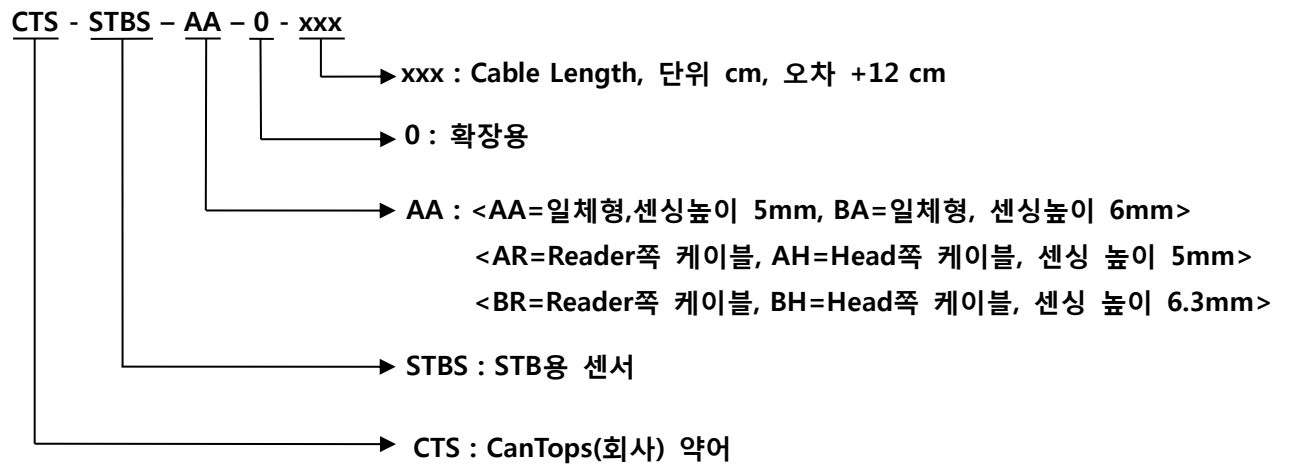 CTS - STBS – AA – 0 - xxx
xxx : Cable Length, 단위 cm, 오차 +12 cm
0 : 확장용
AA : <AA=일체형,센싱높이 5mm, BA=일체형, 센싱높이 6mm>
<AR=Reader쪽 케이블, AH=Head쪽 케이블, 센싱 높이 5mm>
<BR=Reader쪽 케이블, BH=Head쪽 케이블, 센싱 높이 6.3mm>
STBS : STB용 센서
CTS : CanTops(회사) 약어